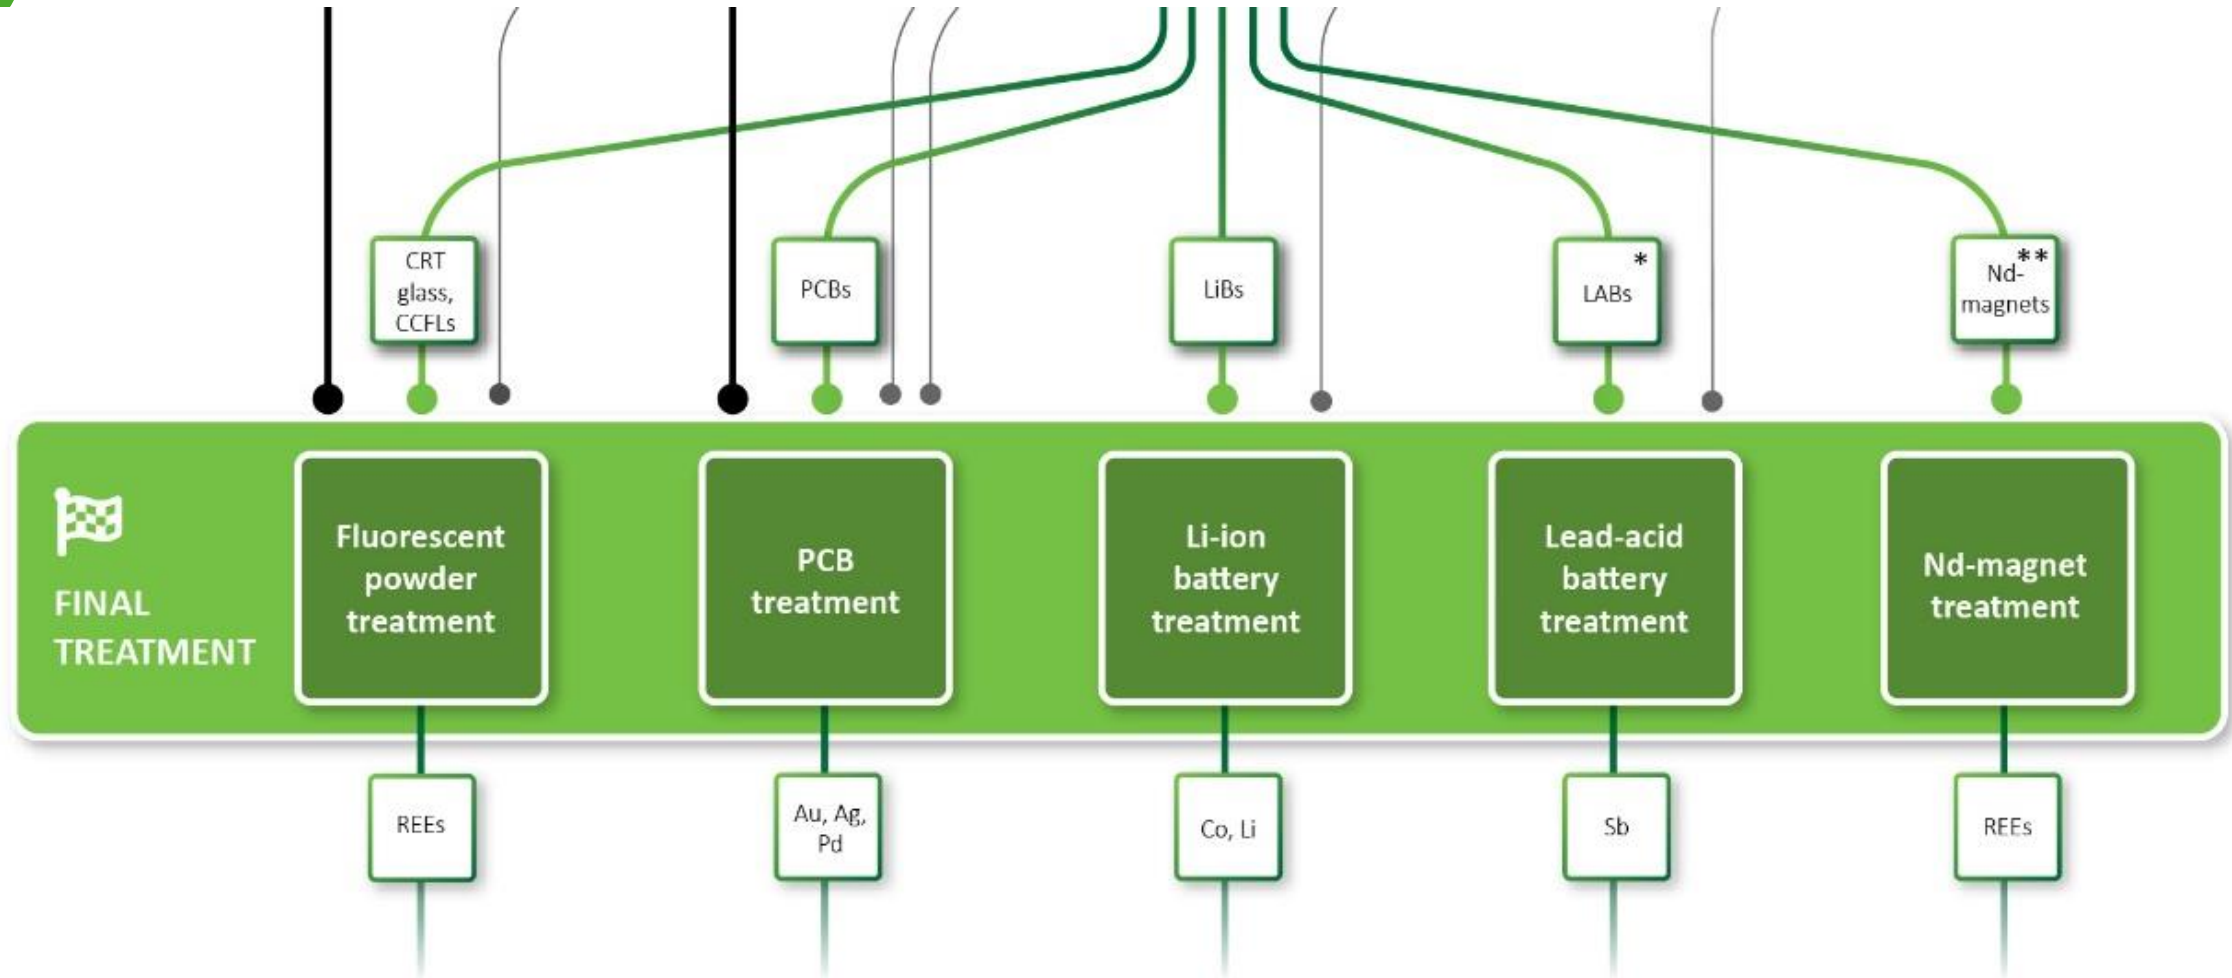 CRT
glass,
CCFLs
PCBs
LiBs
*
LABs
**
Nd-
magnets
FINAL
TREATMENT
Fluorescent
powder
treatment
PCB
treatment
Li-ion
battery
treatment
Lead-acid
battery
treatment
Nd-magnet
treatment
REEs
Au, Ag,
Pd
Co, Li
Sb
REEs